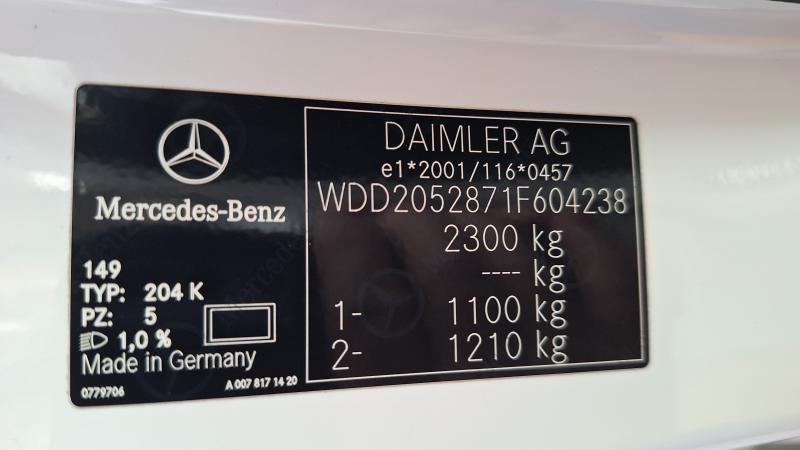 Mercedes-Benz
149
TYP: 204 K
PZ: 5
1,0 %
Made in Germany
0779706
A 007 817 14 20
DAIMLER AG
e1*2001/116*0457
WDD2052871F604238
2300 kg
---- kg
1- 1100 kg
2- 1210 kg